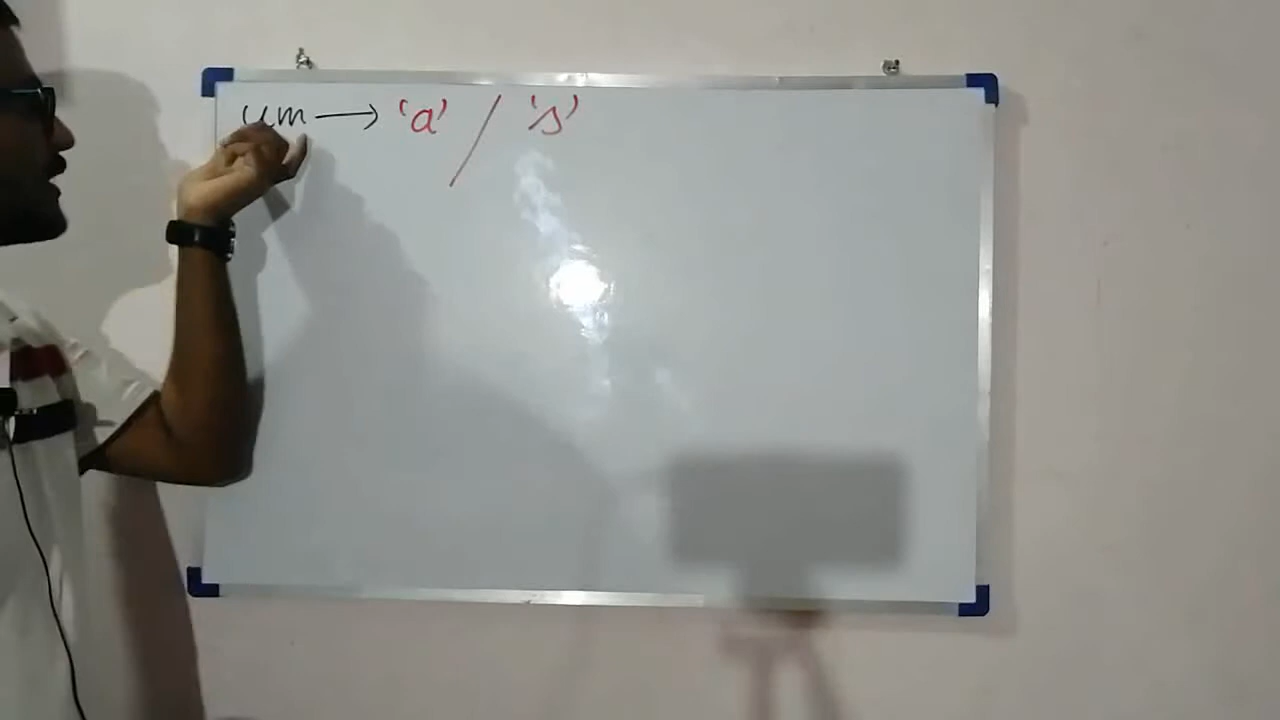 um → 'a' / 's'